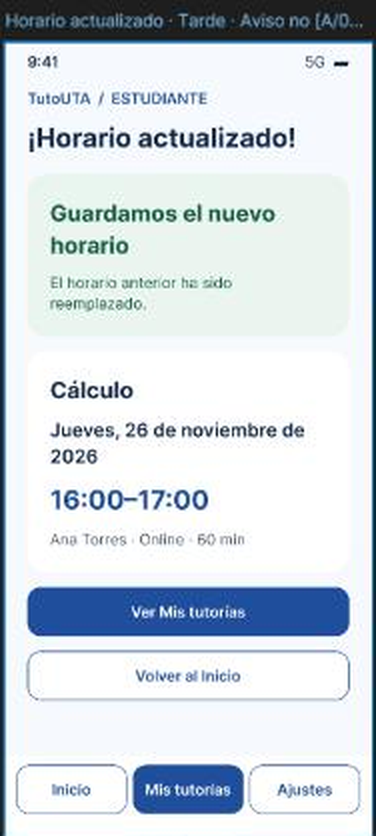 Horario actualizado · Tarde · Aviso no [A/0...
9:41
5G
TutoUTA / ESTUDIANTE
¡Horario actualizado!
Guardamos el nuevo
horario
El horario anterior ha sido
reemplazado.
Cálculo
Jueves, 26 de noviembre de
2026
16:00–17:00
Ana Torres · Online · 60 min
Ver Mis tutorías
Volver al Inicio
Inicio
Mis tutorías
Ajustes